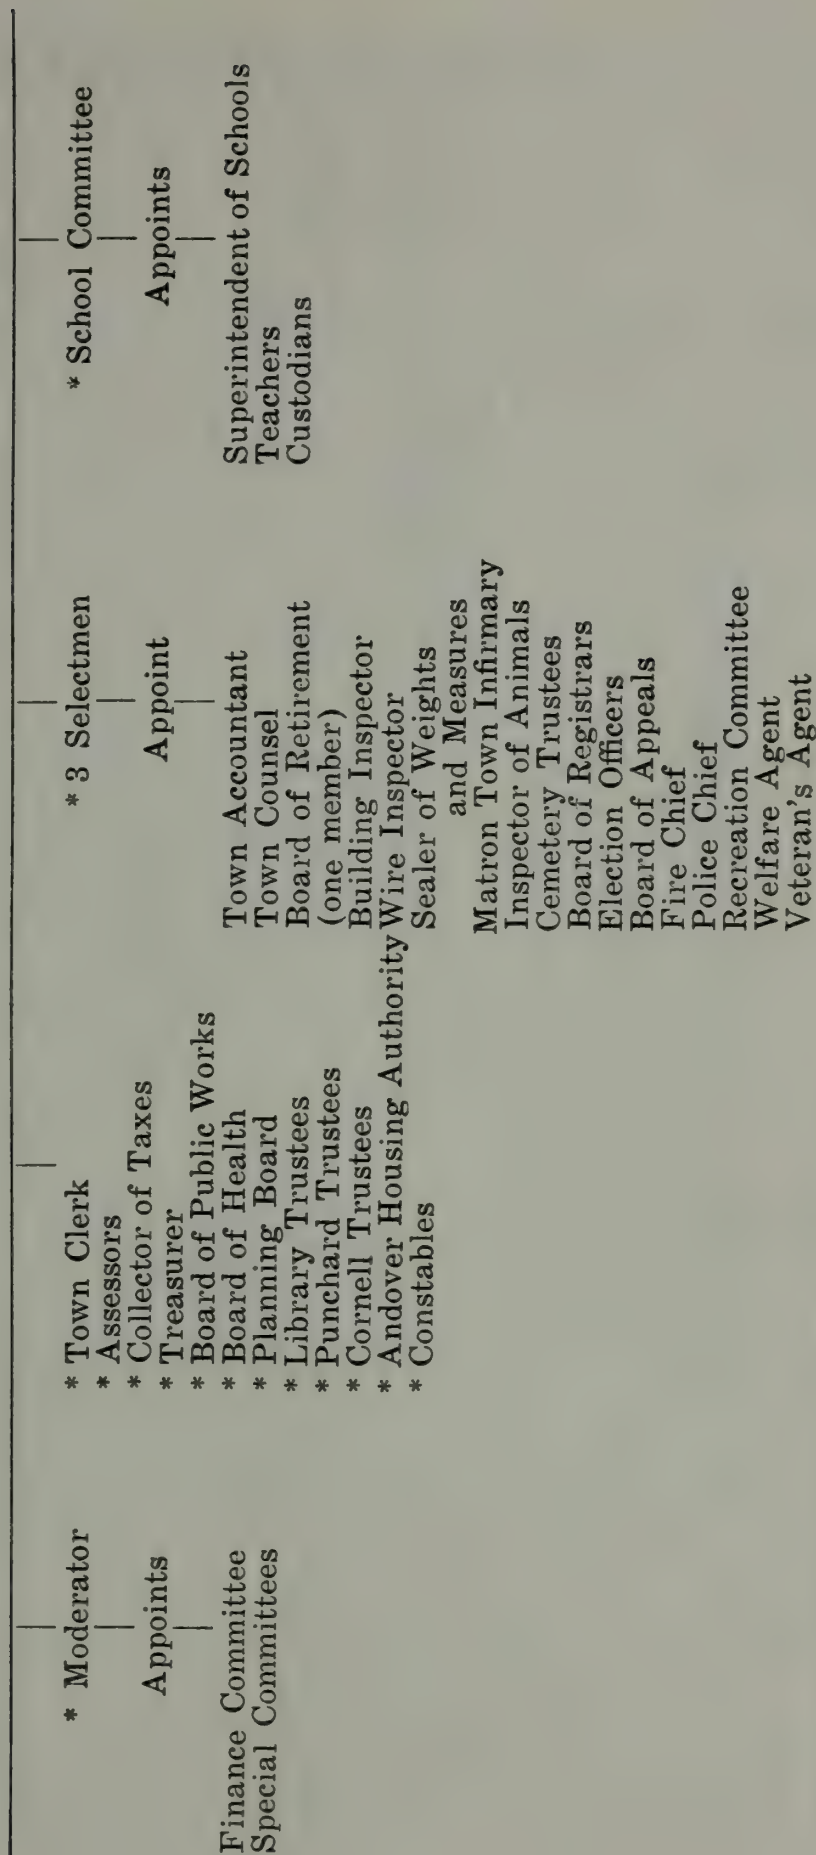 * Moderator
Appoints
Finance Committee
Special Committees
* Town Clerk
* Assessors
* Collector of Taxes
* Treasurer
* Board of Public Works
* Board of Health
* Planning Board
* Library Trustees
* Punchard Trustees
* Cornell Trustees
* Andover Housing Authority
* Constables
* 3 Selectmen
Appoint
Town Accountant
Town Counsel
Board of Retirement
(one member)
Building Inspector
Wire Inspector
Sealer of Weights
and Measures
Matron Town Infirmary
Inspector of Animals
Cemetery Trustees
Board of Registrars
Election Officers
Board of Appeals
Fire Chief
Police Chief
Recreation Committee
Welfare Agent
Veteran's Agent
* School Committee
Appoints
Superintendent of Schools
Teachers
Custodians